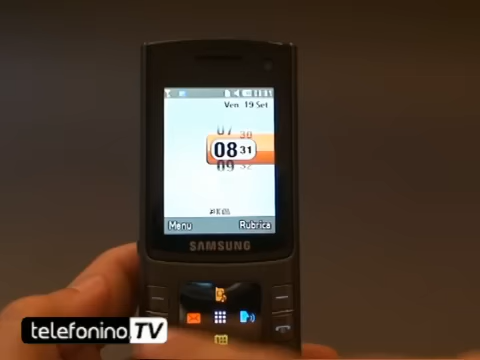 Ven 19 Set
07 30
08 31
09 32
Menu Rubrica
SAMSUNG
telefonino.TV